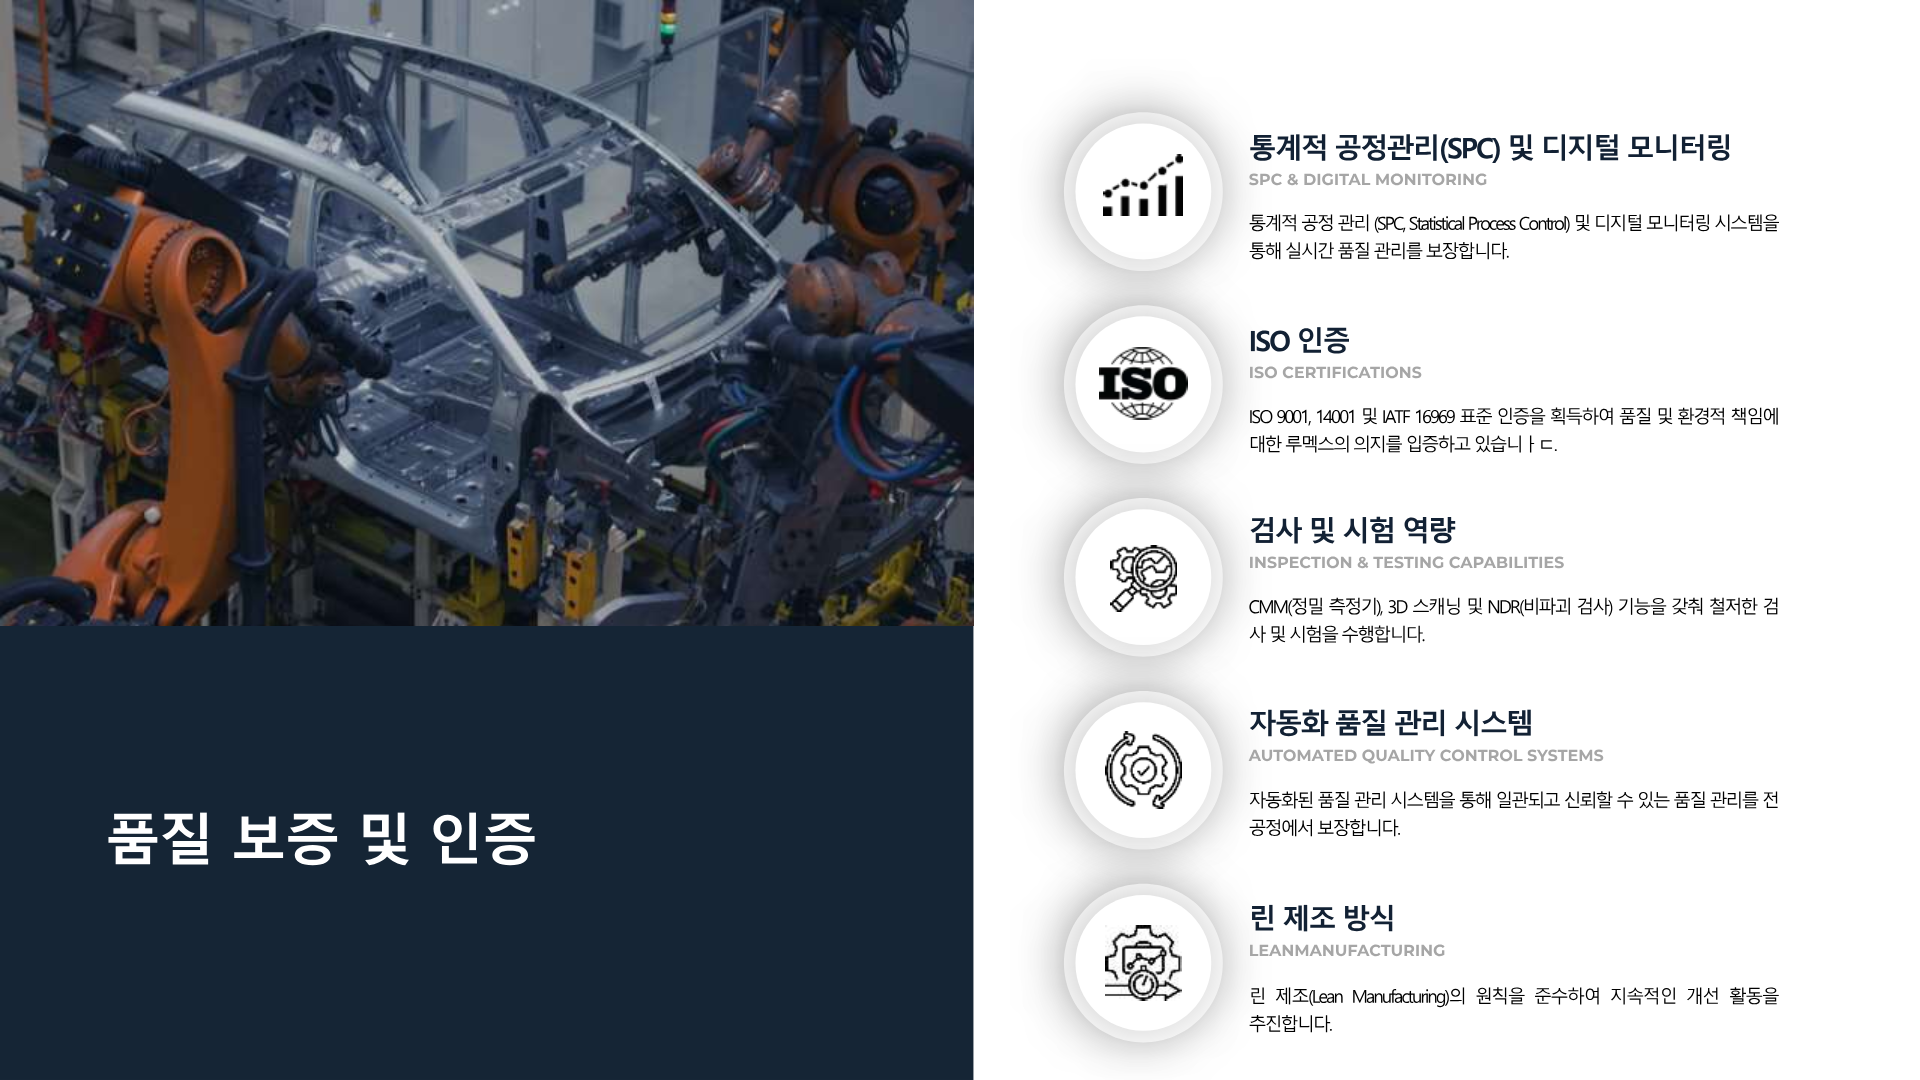 품질 보증 및 인증
통계적 공정관리(SPC) 및 디지털 모니터링
SPC & DIGITAL MONITORING
통계적 공정 관리 (SPC, Statistical Process Control) 및 디지털 모니터링 시스템을
통해 실시간 품질 관리를 보장합니다.
ISO
ISO 인증
ISO CERTIFICATIONS
ISO 9001, 14001 및 IATF 16969 표준 인증을 획득하여 품질 및 환경적 책임에
대한 루멕스의 의지를 입증하고 있습니ㅏㄷ.
검사 및 시험 역량
INSPECTION & TESTING CAPABILITIES
CMM(정밀 측정기), 3D 스캐닝 및 NDR(비파괴 검사) 기능을 갖춰 철저한 검
사 및 시험을 수행합니다.
자동화 품질 관리 시스템
AUTOMATED QUALITY CONTROL SYSTEMS
자동화된 품질 관리 시스템을 통해 일관되고 신뢰할 수 있는 품질 관리를 전
공정에서 보장합니다.
린 제조 방식
LEANMANUFACTURING
린 제조(Lean Manufacturing)의 원칙을 준수하여 지속적인 개선 활동을
추진합니다.